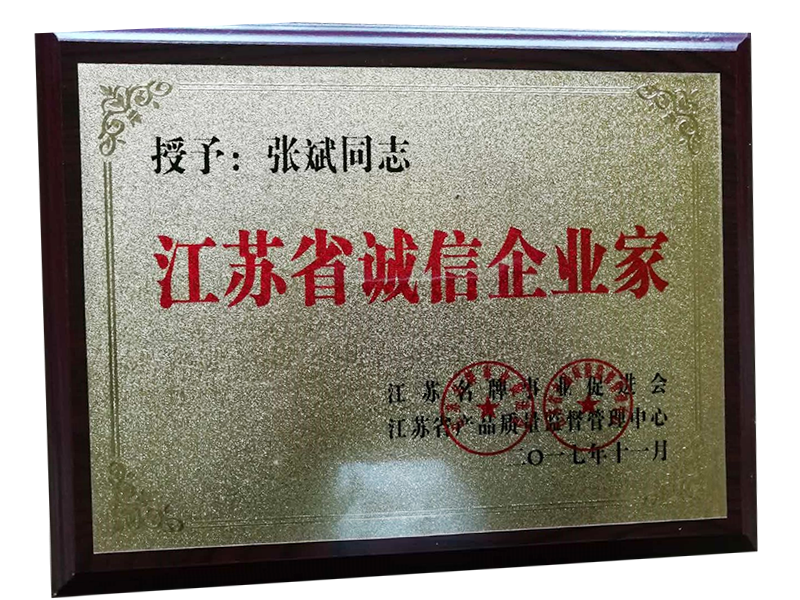 授予：张斌同志
江苏省诚信企业家
江苏名牌事业促进会
江苏省产品质量监督管理中心
二〇一七年十一月